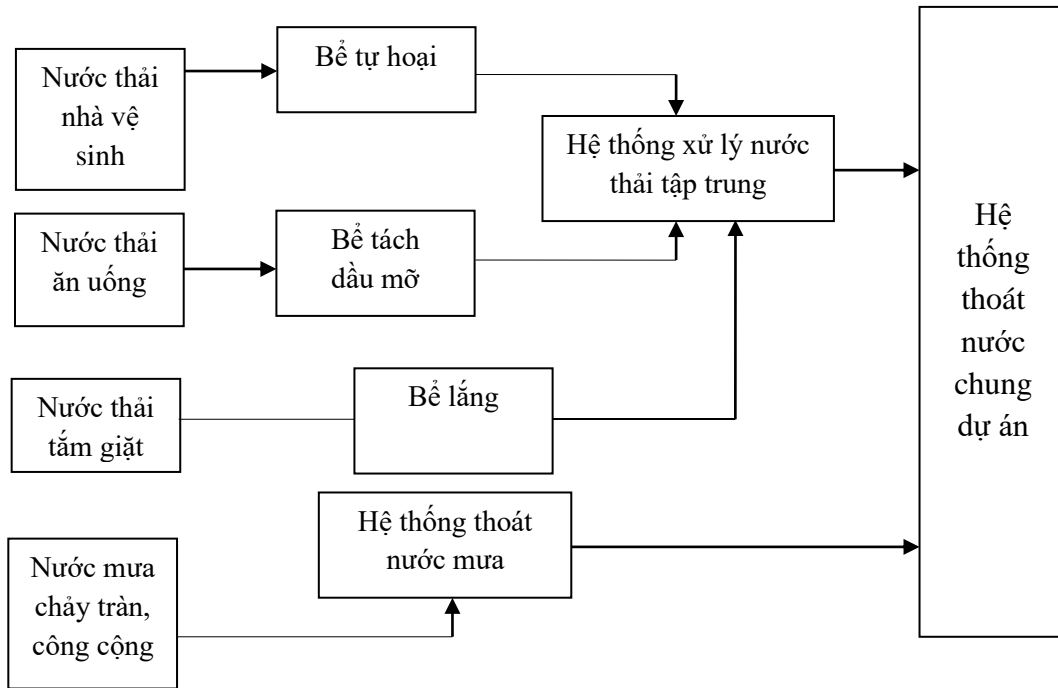 Nước thải
nhà vệ
sinh
Bể tự hoại
Hệ thống xử lý nước
thải tập trung
Nước thải
ăn uống
Bể tách
dầu mỡ
Nước thải
tắm giặt
Bể lắng
Nước mưa
chảy tràn,
công cộng
Hệ thống thoát
nước mưa
Hệ
thống
thoát
nước
chung
dự án